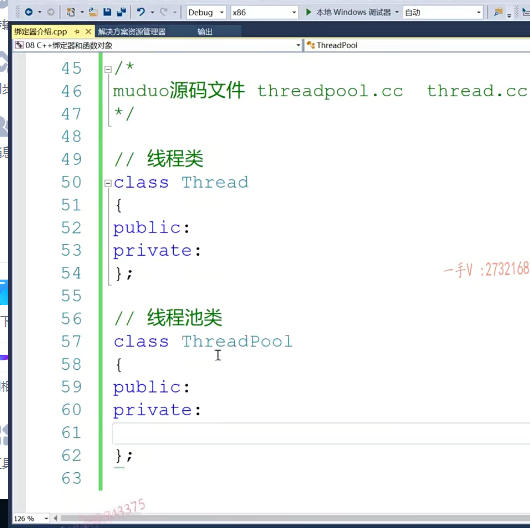 Debug
x86
本地 Windows 调试器
自动
绑定器介绍.cpp
解决方案资源管理器
输出
08 C++绑定器和函数对象
ThreadPool
45 /*
46 muduo源码文件 threadpool.cc thread.cc
47 */
48
49 // 线程类
50 class Thread
51 {
52 public:
53 private:
54 };
55
56 // 线程池类
57 class ThreadPool
58 {
59 public:
60 private:
61
62 };
63
一手V :2732168
126 %